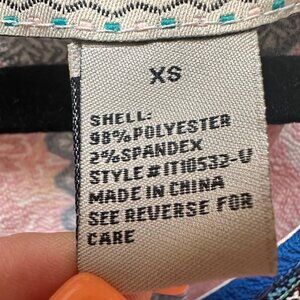 XS
SHELL:
98%POLYESTER
2%SPANDEX
STYLE#IT10532-V
MADE IN CHINA
SEE REVERSE FOR
CARE